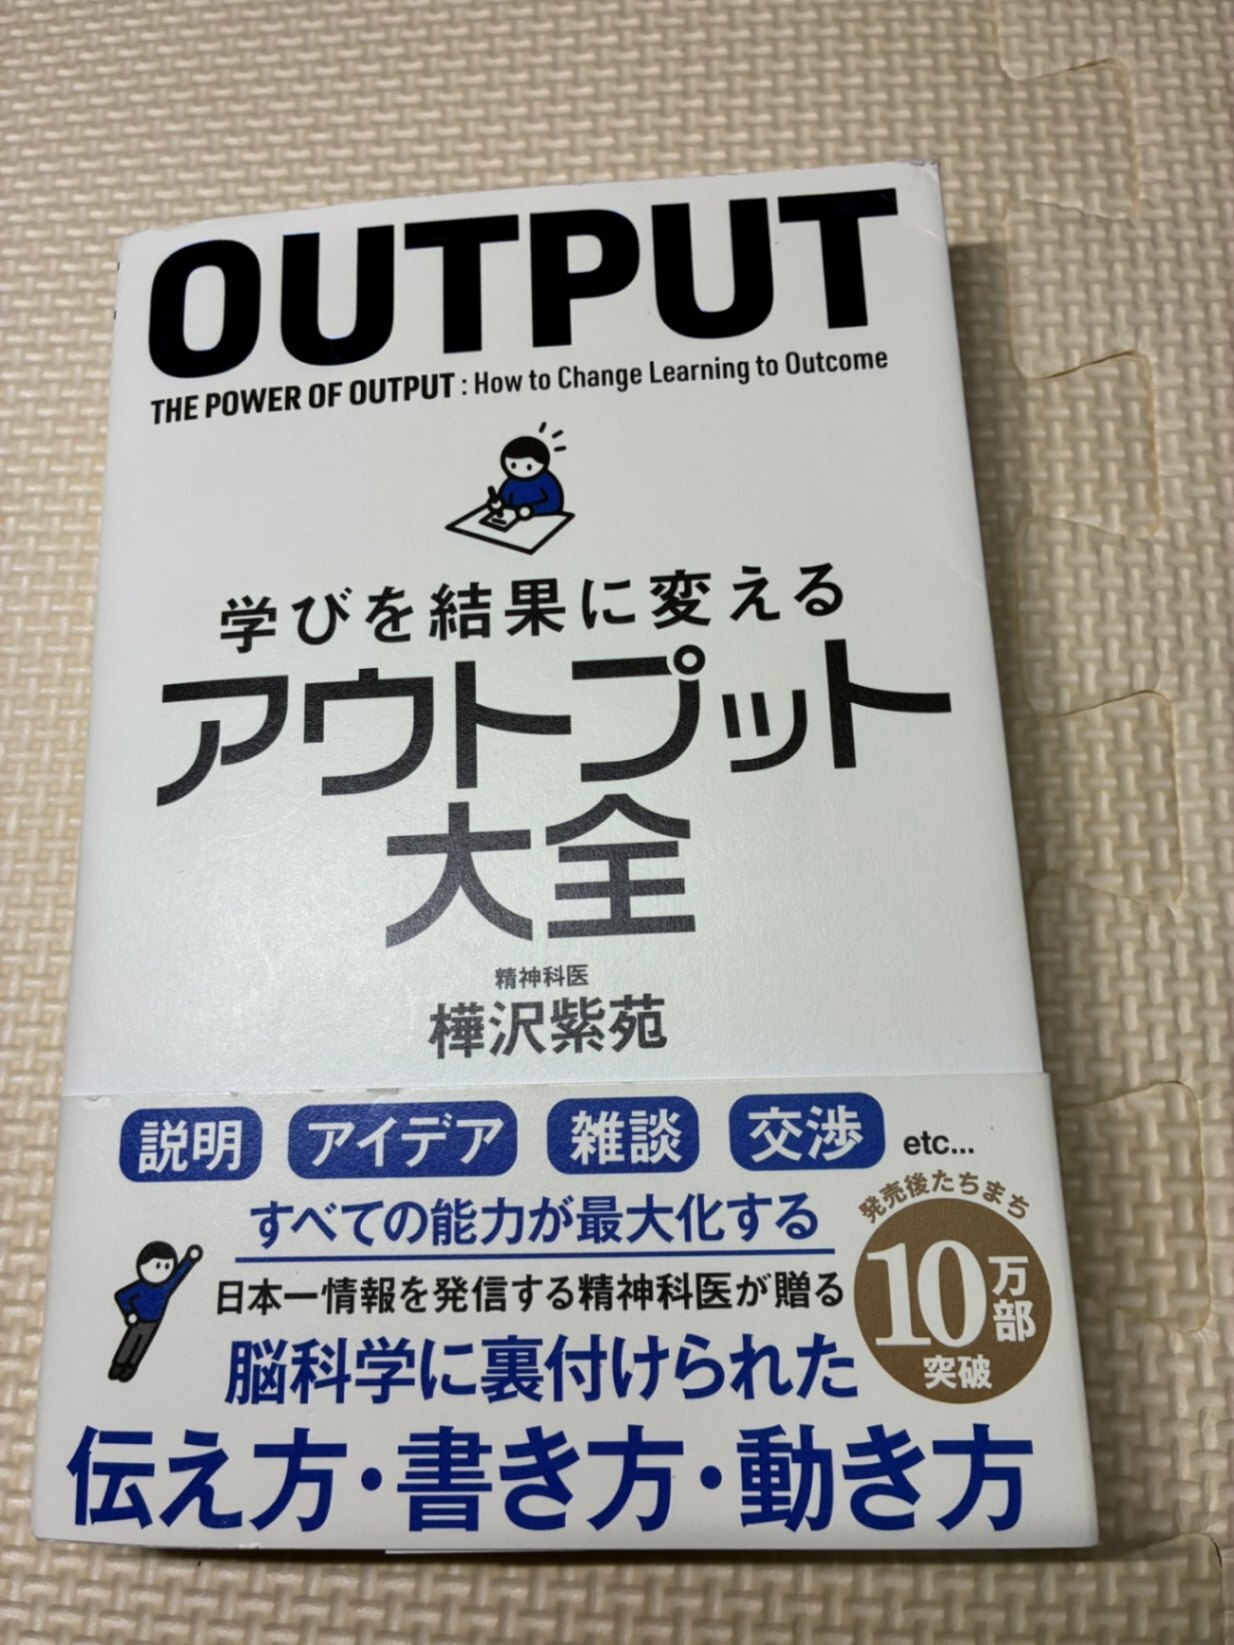 OUTPUT
THE POWER OF OUTPUT : How to Change Learning to Outcome
学びを結果に変える
アウトプット
大全
精神科医
樺沢紫苑
説明 アイデア 雑談 交渉 etc...
すべての能力が最大化する
日本一情報を発信する精神科医が贈る
脳科学に裏付けられた
伝え方・書き方・動き方
発売後たちまち
10万部
突破